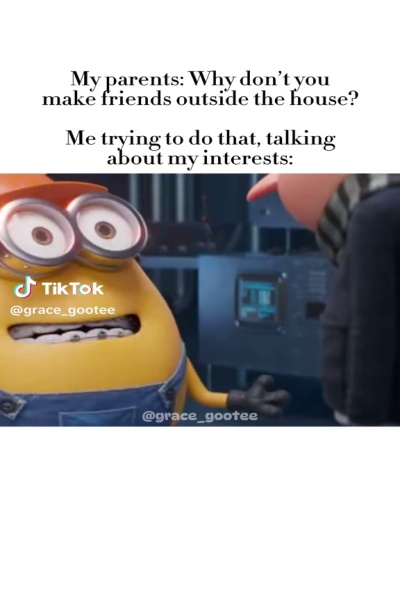 My parents: Why don't you
make friends outside the house?
Me trying to do that, talking
about my interests:
TikTok
@grace_gootee
@grace_gootee